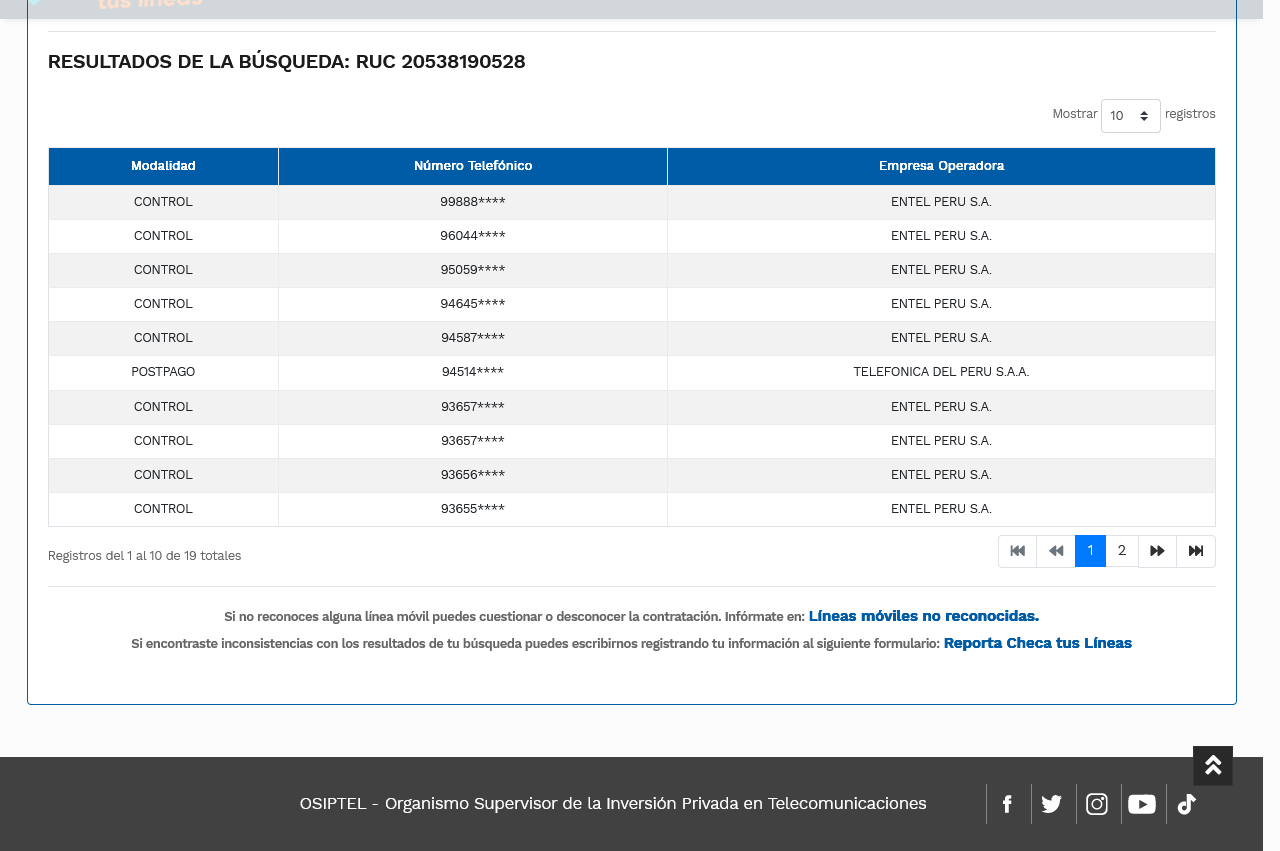 tus líneas
RESULTADOS DE LA BÚSQUEDA: RUC 20538190528
Mostrar 10 registros
Modalidad Número Telefónico Empresa Operadora
CONTROL 99888**** ENTEL PERU S.A.
CONTROL 96044**** ENTEL PERU S.A.
CONTROL 95059**** ENTEL PERU S.A.
CONTROL 94645**** ENTEL PERU S.A.
CONTROL 94587**** ENTEL PERU S.A.
POSTPAGO 94514**** TELEFONICA DEL PERU S.A.A.
CONTROL 93657**** ENTEL PERU S.A.
CONTROL 93657**** ENTEL PERU S.A.
CONTROL 93656**** ENTEL PERU S.A.
CONTROL 93655**** ENTEL PERU S.A.
Registros del 1 al 10 de 19 totales 1 2
Si no reconoces alguna línea móvil puedes cuestionar o desconocer la contratación. Infórmate en: Líneas móviles no reconocidas.
Si encontraste inconsistencias con los resultados de tu búsqueda puedes escribirnos registrando tu información al siguiente formulario: Reporta Checa tus Líneas
OSIPTEL - Organismo Supervisor de la Inversión Privada en Telecomunicaciones